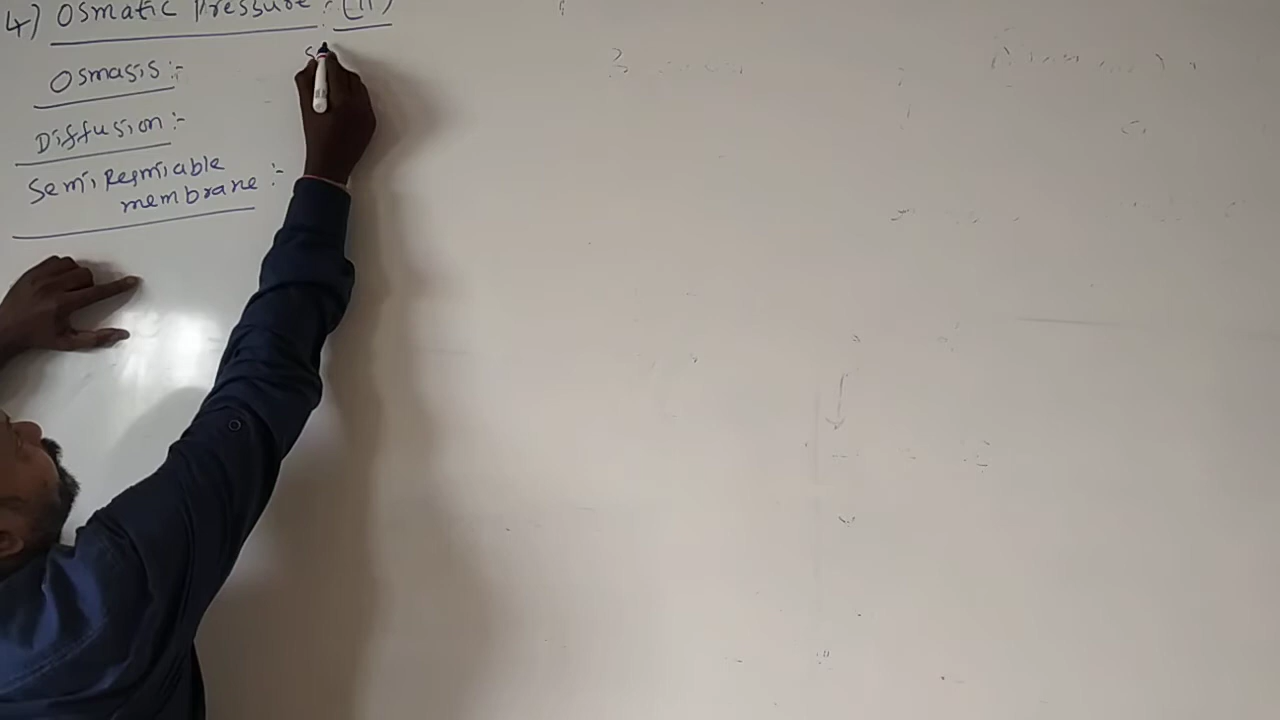 4) Osmatic Pressure :- (π)
Osmasis :-
Diffusion :-
Semi Permiable
membrane :-
S